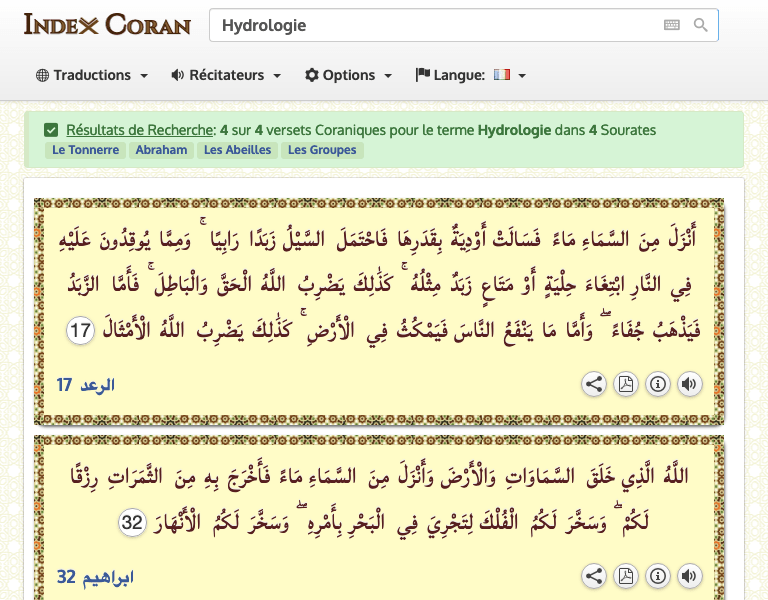 INDEX CORAN
Hydrologie
Traductions Récitateurs Options Langue:
Résultats de Recherche: 4 sur 4 versets Coraniques pour le terme Hydrologie dans 4 Sourates
Le Tonnerre Abraham Les Abeilles Les Groupes
أَنْزَلَ مِنَ السَّمَاءِ مَاءً فَسَالَتْ أَوْدِيَةٌ بِقَدَرِهَا فَاحْتَمَلَ السَّيْلُ زَبَدًا رَابِيًا ۚ وَمِمَّا يُوقِدُونَ عَلَيْهِ
فِي النَّارِ ابْتِغَاءَ حِلْيَةٍ أَوْ مَتَاعٍ زَبَدٌ مِثْلُهُ ۚ كَذَٰلِكَ يَضْرِبُ اللَّهُ الْحَقَّ وَالْبَاطِلَ ۚ فَأَمَّا الزَّبَدُ
فَيَذْهَبُ جُفَاءً ۖ وَأَمَّا مَا يَنْفَعُ النَّاسَ فَيَمْكُثُ فِي الْأَرْضِ ۚ كَذَٰلِكَ يَضْرِبُ اللَّهُ الْأَمْثَالَ 17
الرعد 17
اللَّهُ الَّذِي خَلَقَ السَّمَاوَاتِ وَالْأَرْضَ وَأَنْزَلَ مِنَ السَّمَاءِ مَاءً فَأَخْرَجَ بِهِ مِنَ الثَّمَرَاتِ رِزْقًا
لَكُمْ ۖ وَسَخَّرَ لَكُمُ الْفُلْكَ لِتَجْرِيَ فِي الْبَحْرِ بِأَمْرِهِ ۖ وَسَخَّرَ لَكُمُ الْأَنْهَارَ 32
ابراهيم 32